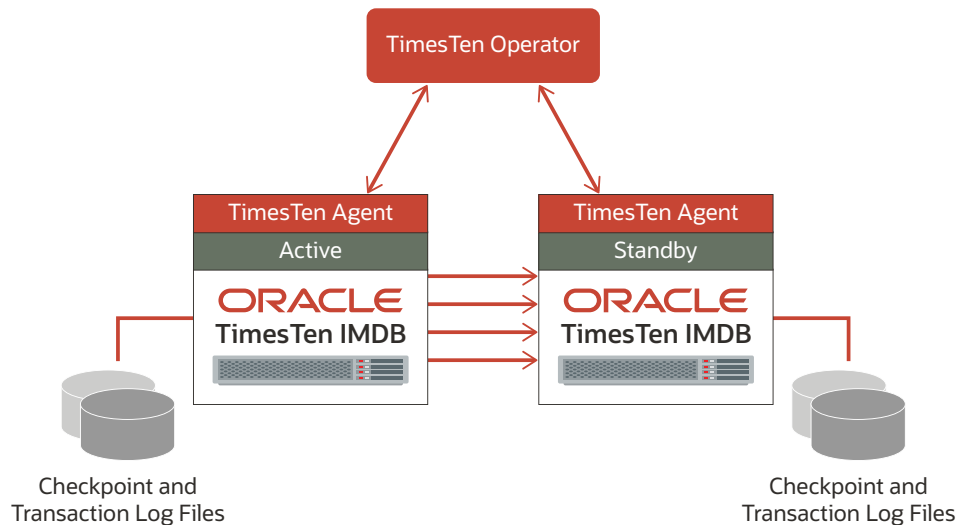 TimesTen Operator
TimesTen Agent
Active
ORACLE
TimesTen IMDB
TimesTen Agent
Standby
ORACLE
TimesTen IMDB
Checkpoint and
Transaction Log Files
Checkpoint and
Transaction Log Files